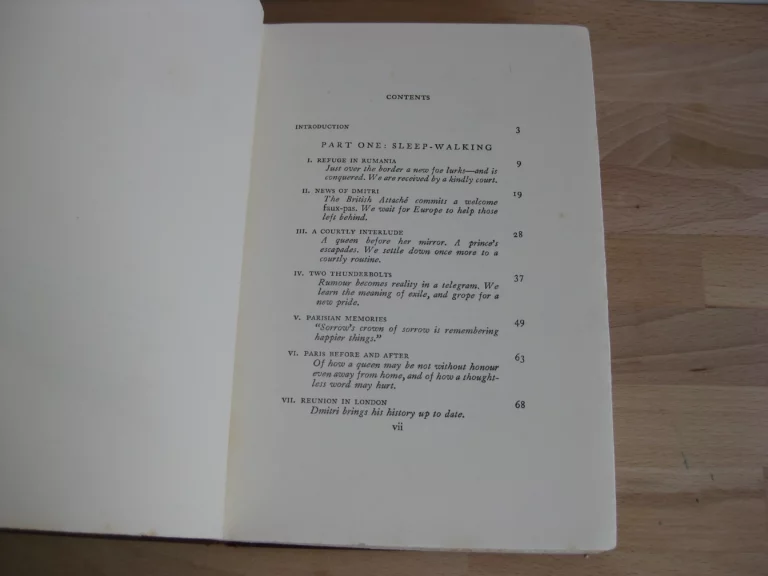 CONTENTS
INTRODUCTION 3
PART ONE: SLEEP-WALKING
I. REFUGE IN RUMANIA 9
Just over the border a new foe lurks—and is
conquered. We are received by a kindly court.
II. NEWS OF DMITRI 19
The British Attaché commits a welcome
faux-pas. We wait for Europe to help those
left behind.
III. A COURTLY INTERLUDE 28
A queen before her mirror. A prince's
escapades. We settle down once more to a
courtly routine.
IV. TWO THUNDERBOLTS 37
Rumour becomes reality in a telegram. We
learn the meaning of exile, and grope for a
new pride.
V. PARISIAN MEMORIES 49
"Sorrow's crown of sorrow is remembering
happier things."
VI. PARIS BEFORE AND AFTER 63
Of how a queen may be not without honour
even away from home, and of how a thought-
less word may hurt.
VII. REUNION IN LONDON 68
Dmitri brings his history up to date.
vii